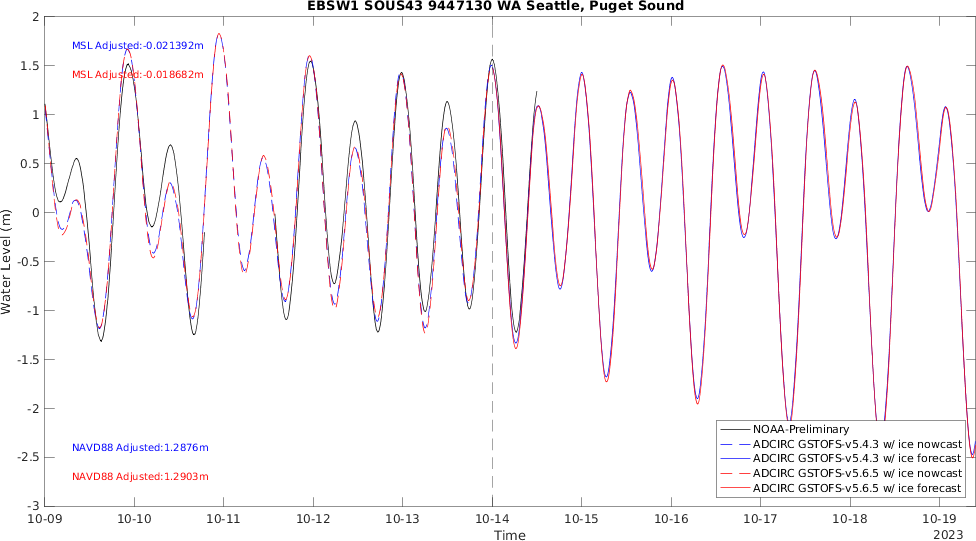 EBSW1 SOUS43 9447130 WA Seattle, Puget Sound
2
1.5
1
0.5
0
-0.5
-1
-1.5
-2
-2.5
-3
Water Level (m)
MSL Adjusted:-0.021392m
MSL Adjusted:-0.018682m
NAVD88 Adjusted:1.2876m
NAVD88 Adjusted:1.2903m
NOAA-Preliminary
ADCIRC GSTOFS-v5.4.3 w/ ice nowcast
ADCIRC GSTOFS-v5.4.3 w/ ice forecast
ADCIRC GSTOFS-v5.6.5 w/ ice nowcast
ADCIRC GSTOFS-v5.6.5 w/ ice forecast
10-09 10-10 10-11 10-12 10-13 10-14 10-15 10-16 10-17 10-18 10-19
Time
2023